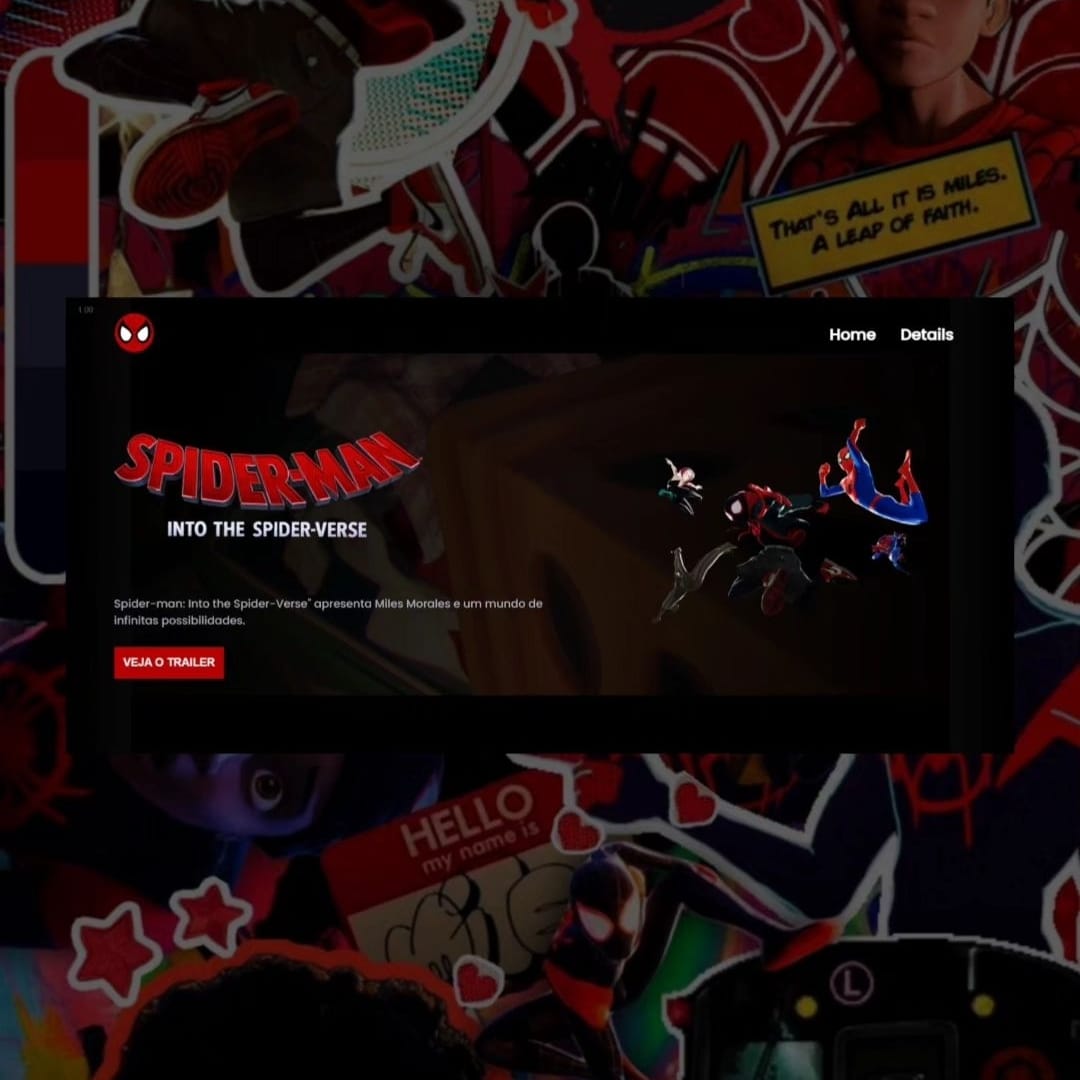 THAT'S ALL IT IS MILES.
A LEAP OF FAITH.
Home Details
SPIDER-MAN
INTO THE SPIDER-VERSE
Spider-man: Into the Spider-Verse" apresenta Miles Morales e um mundo de
infinitas possibilidades.
VEJA O TRAILER
HELLO
my name is
L